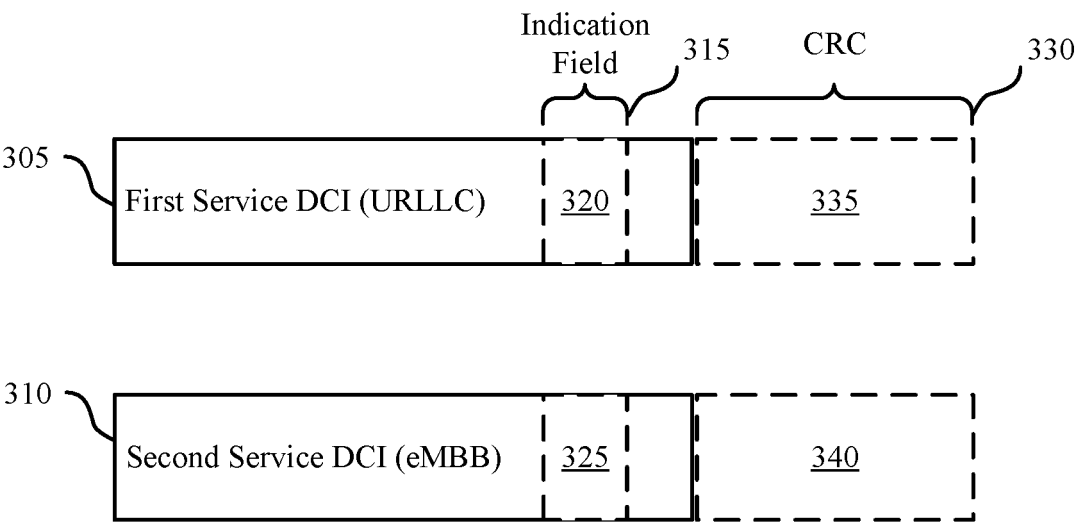 Indication
Field
315
CRC
330
305
First Service DCI (URLLC)
320
335
310
Second Service DCI (eMBB)
325
340